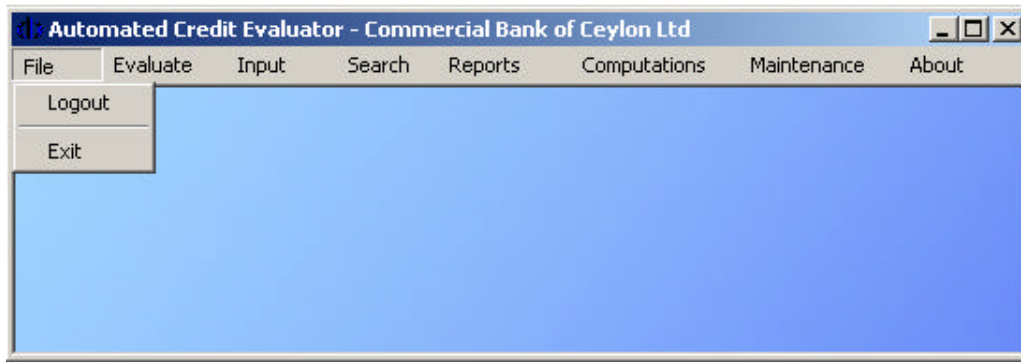 Automated Credit Evaluator - Commercial Bank of Ceylon Ltd
File Evaluate Input Search Reports Computations Maintenance About
Logout
Exit